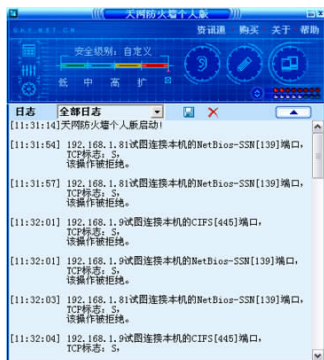 天网防火墙个人版
SKY.NET.CN
资讯通 购买 关于 帮助
安全级别：自定义
低 中 高 扩
日志 全部日志
[11:31:14]天网防火墙个人版启动！
[11:31:54] 192.168.1.81试图连接本机的NetBios-SSN[139]端口，
TCP标志：S，
该操作被拒绝。
[11:31:57] 192.168.1.81试图连接本机的NetBios-SSN[139]端口，
TCP标志：S，
该操作被拒绝。
[11:32:01] 192.168.1.9试图连接本机的CIFS[445]端口，
TCP标志：S，
该操作被拒绝。
[11:32:01] 192.168.1.9试图连接本机的NetBios-SSN[139]端口，
TCP标志：S，
该操作被拒绝。
[11:32:03] 192.168.1.81试图连接本机的NetBios-SSN[139]端口，
TCP标志：S，
该操作被拒绝。
[11:32:04] 192.168.1.9试图连接本机的CIFS[445]端口，
TCP标志：S，